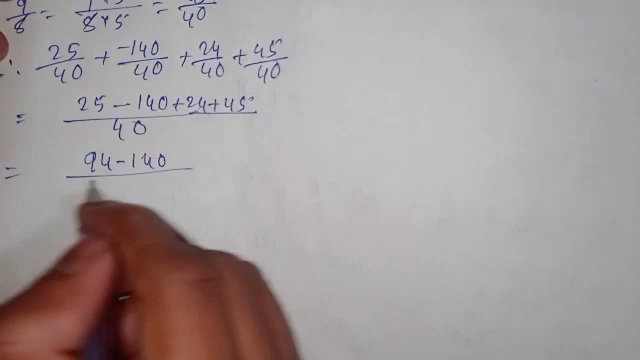 9/8 = /8×5 = /40
∴ 25/40 + -140/40 + 24/40 + 45/40
= 25 - 140 + 24 + 45 / 40
= 94 - 140